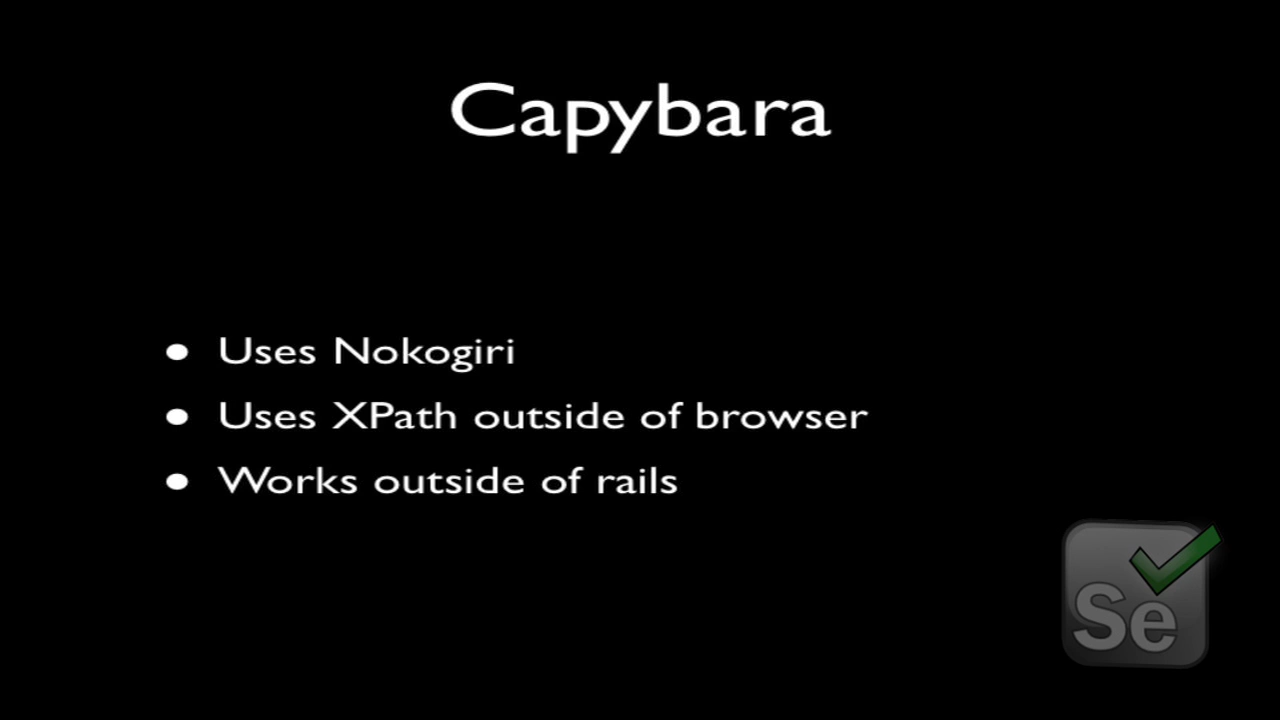 Capybara
• Uses Nokogiri
• Uses XPath outside of browser
• Works outside of rails
Se